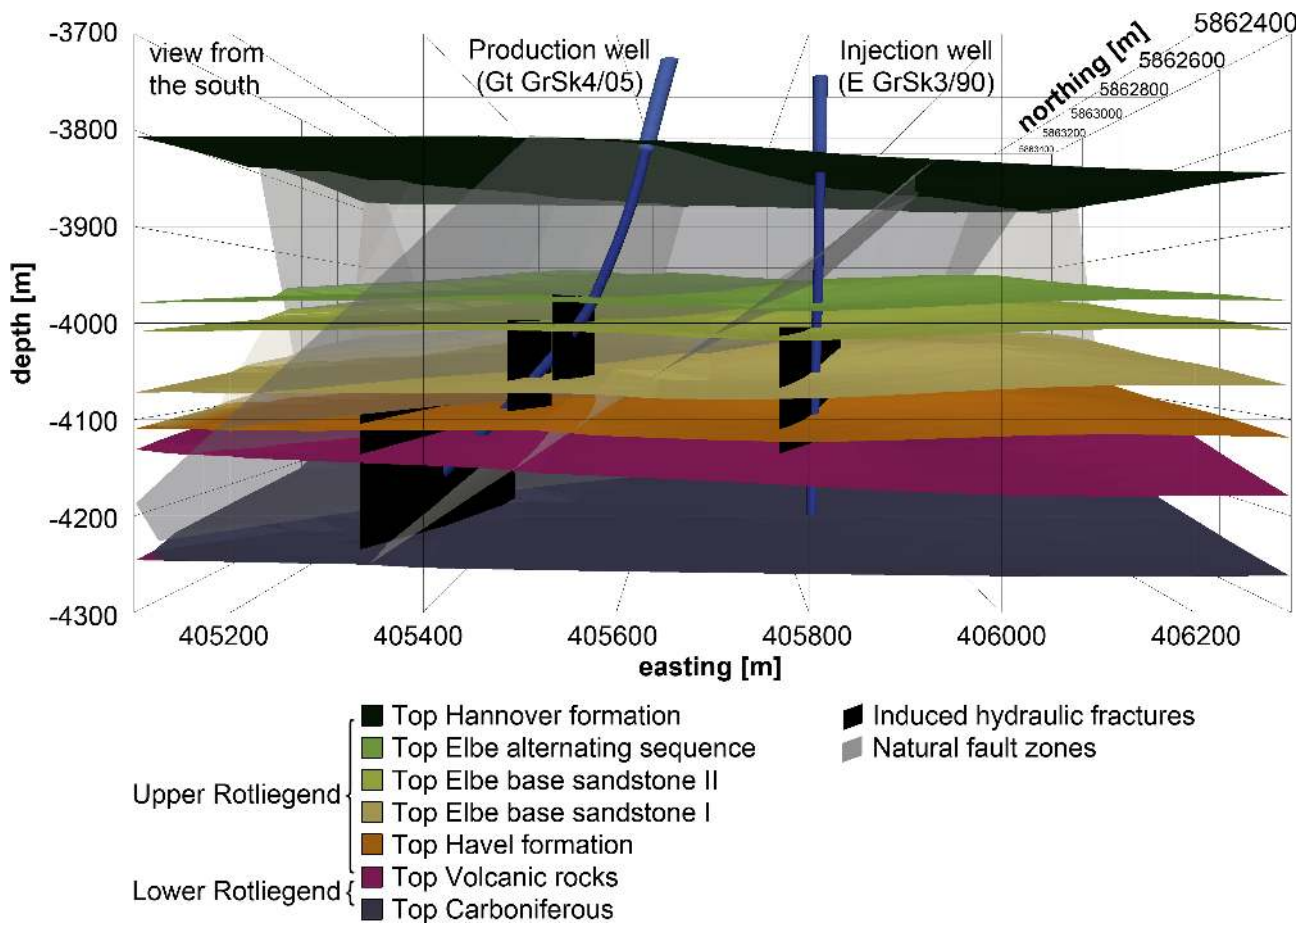 view from
the south
Production well
(Gt GrSk4/05)
Injection well
(E GrSk3/90)
northing [m]
5862400
5862600
5862800
5863000
5863200
5863400
depth [m]
-3700
-3800
-3900
-4000
-4100
-4200
-4300
405200
405400
405600
405800
406000
406200
easting [m]
Upper Rotliegend
Top Hannover formation
Top Elbe alternating sequence
Top Elbe base sandstone II
Top Elbe base sandstone I
Top Havel formation
Lower Rotliegend
Top Volcanic rocks
Top Carboniferous
Induced hydraulic fractures
Natural fault zones